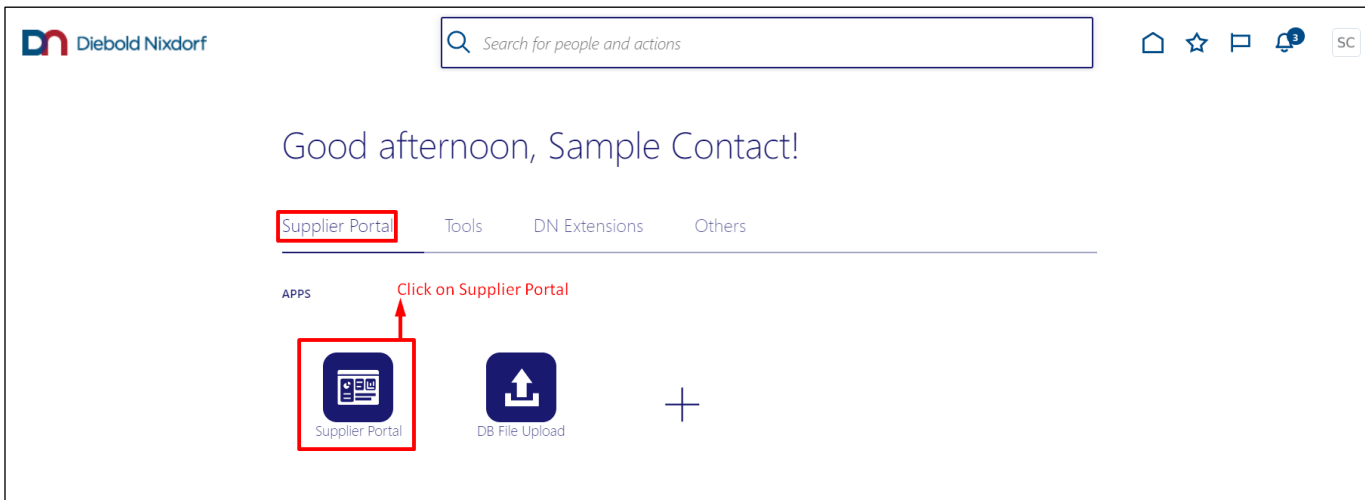 DN Diebold Nixdorf
Search for people and actions
3
SC
Good afternoon, Sample Contact!
Supplier Portal Tools DN Extensions Others
APPS
Click on Supplier Portal
Supplier Portal DB File Upload